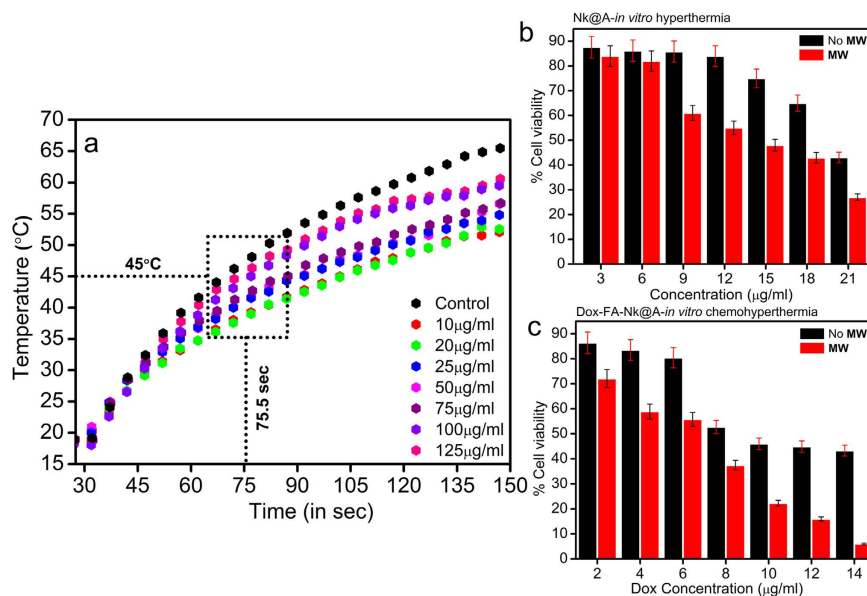 a
Temperature (°C)
70
65
60
55
50
45
40
35
30
25
20
15
45°C
75.5 sec
Control
10µg/ml
20µg/ml
25µg/ml
50µg/ml
75µg/ml
100µg/ml
125µg/ml
30 45 60 75 90 105 120 135 150
Time (in sec)
b
Nk@A-in vitro hyperthermia
No MW
MW
% Cell viability
90
80
70
60
50
40
30
20
10
0
3 6 9 12 15 18 21
Concentration (µg/ml)
c
Dox-FA-Nk@A-in vitro chemohyperthermia
No MW
MW
% Cell viability
90
80
70
60
50
40
30
20
10
0
2 4 6 8 10 12 14
Dox Concentration (µg/ml)